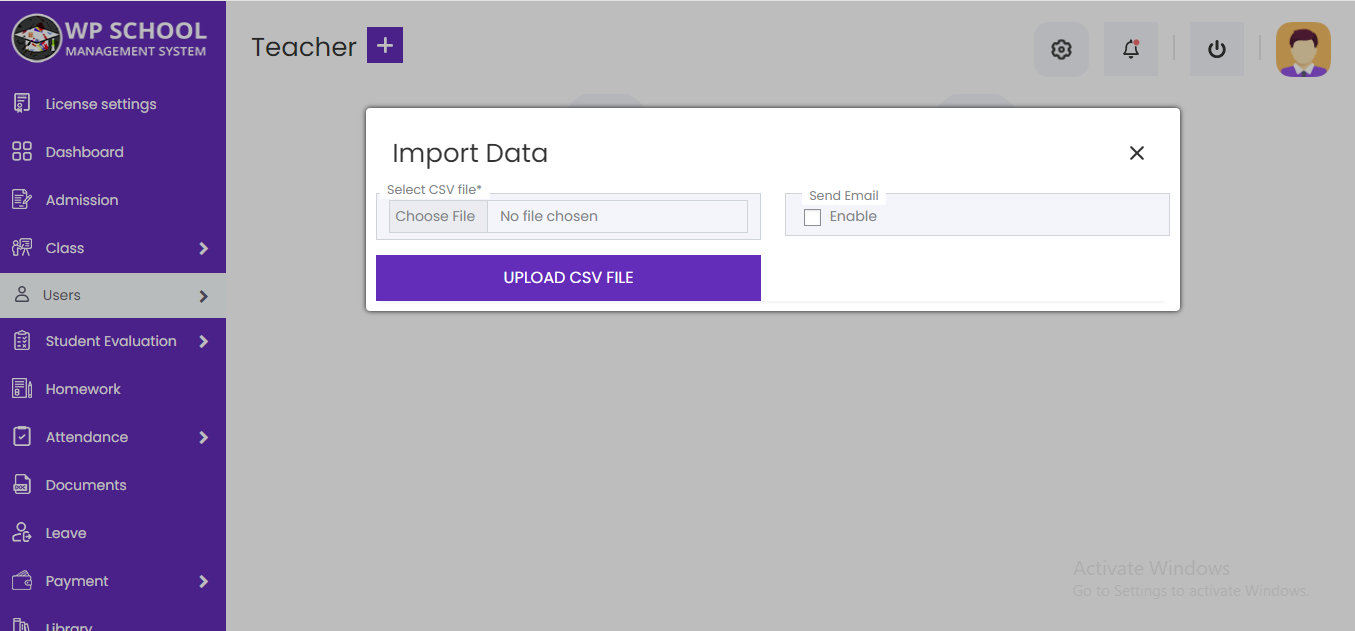 WP SCHOOL
MANAGEMENT SYSTEM
License settings
Dashboard
Admission
Class
Users
Student Evaluation
Homework
Attendance
Documents
Leave
Payment
Library
Teacher
Import Data
Select CSV file*
Choose File No file chosen
Send Email
Enable
UPLOAD CSV FILE
Activate Windows
Go to Settings to activate Windows.